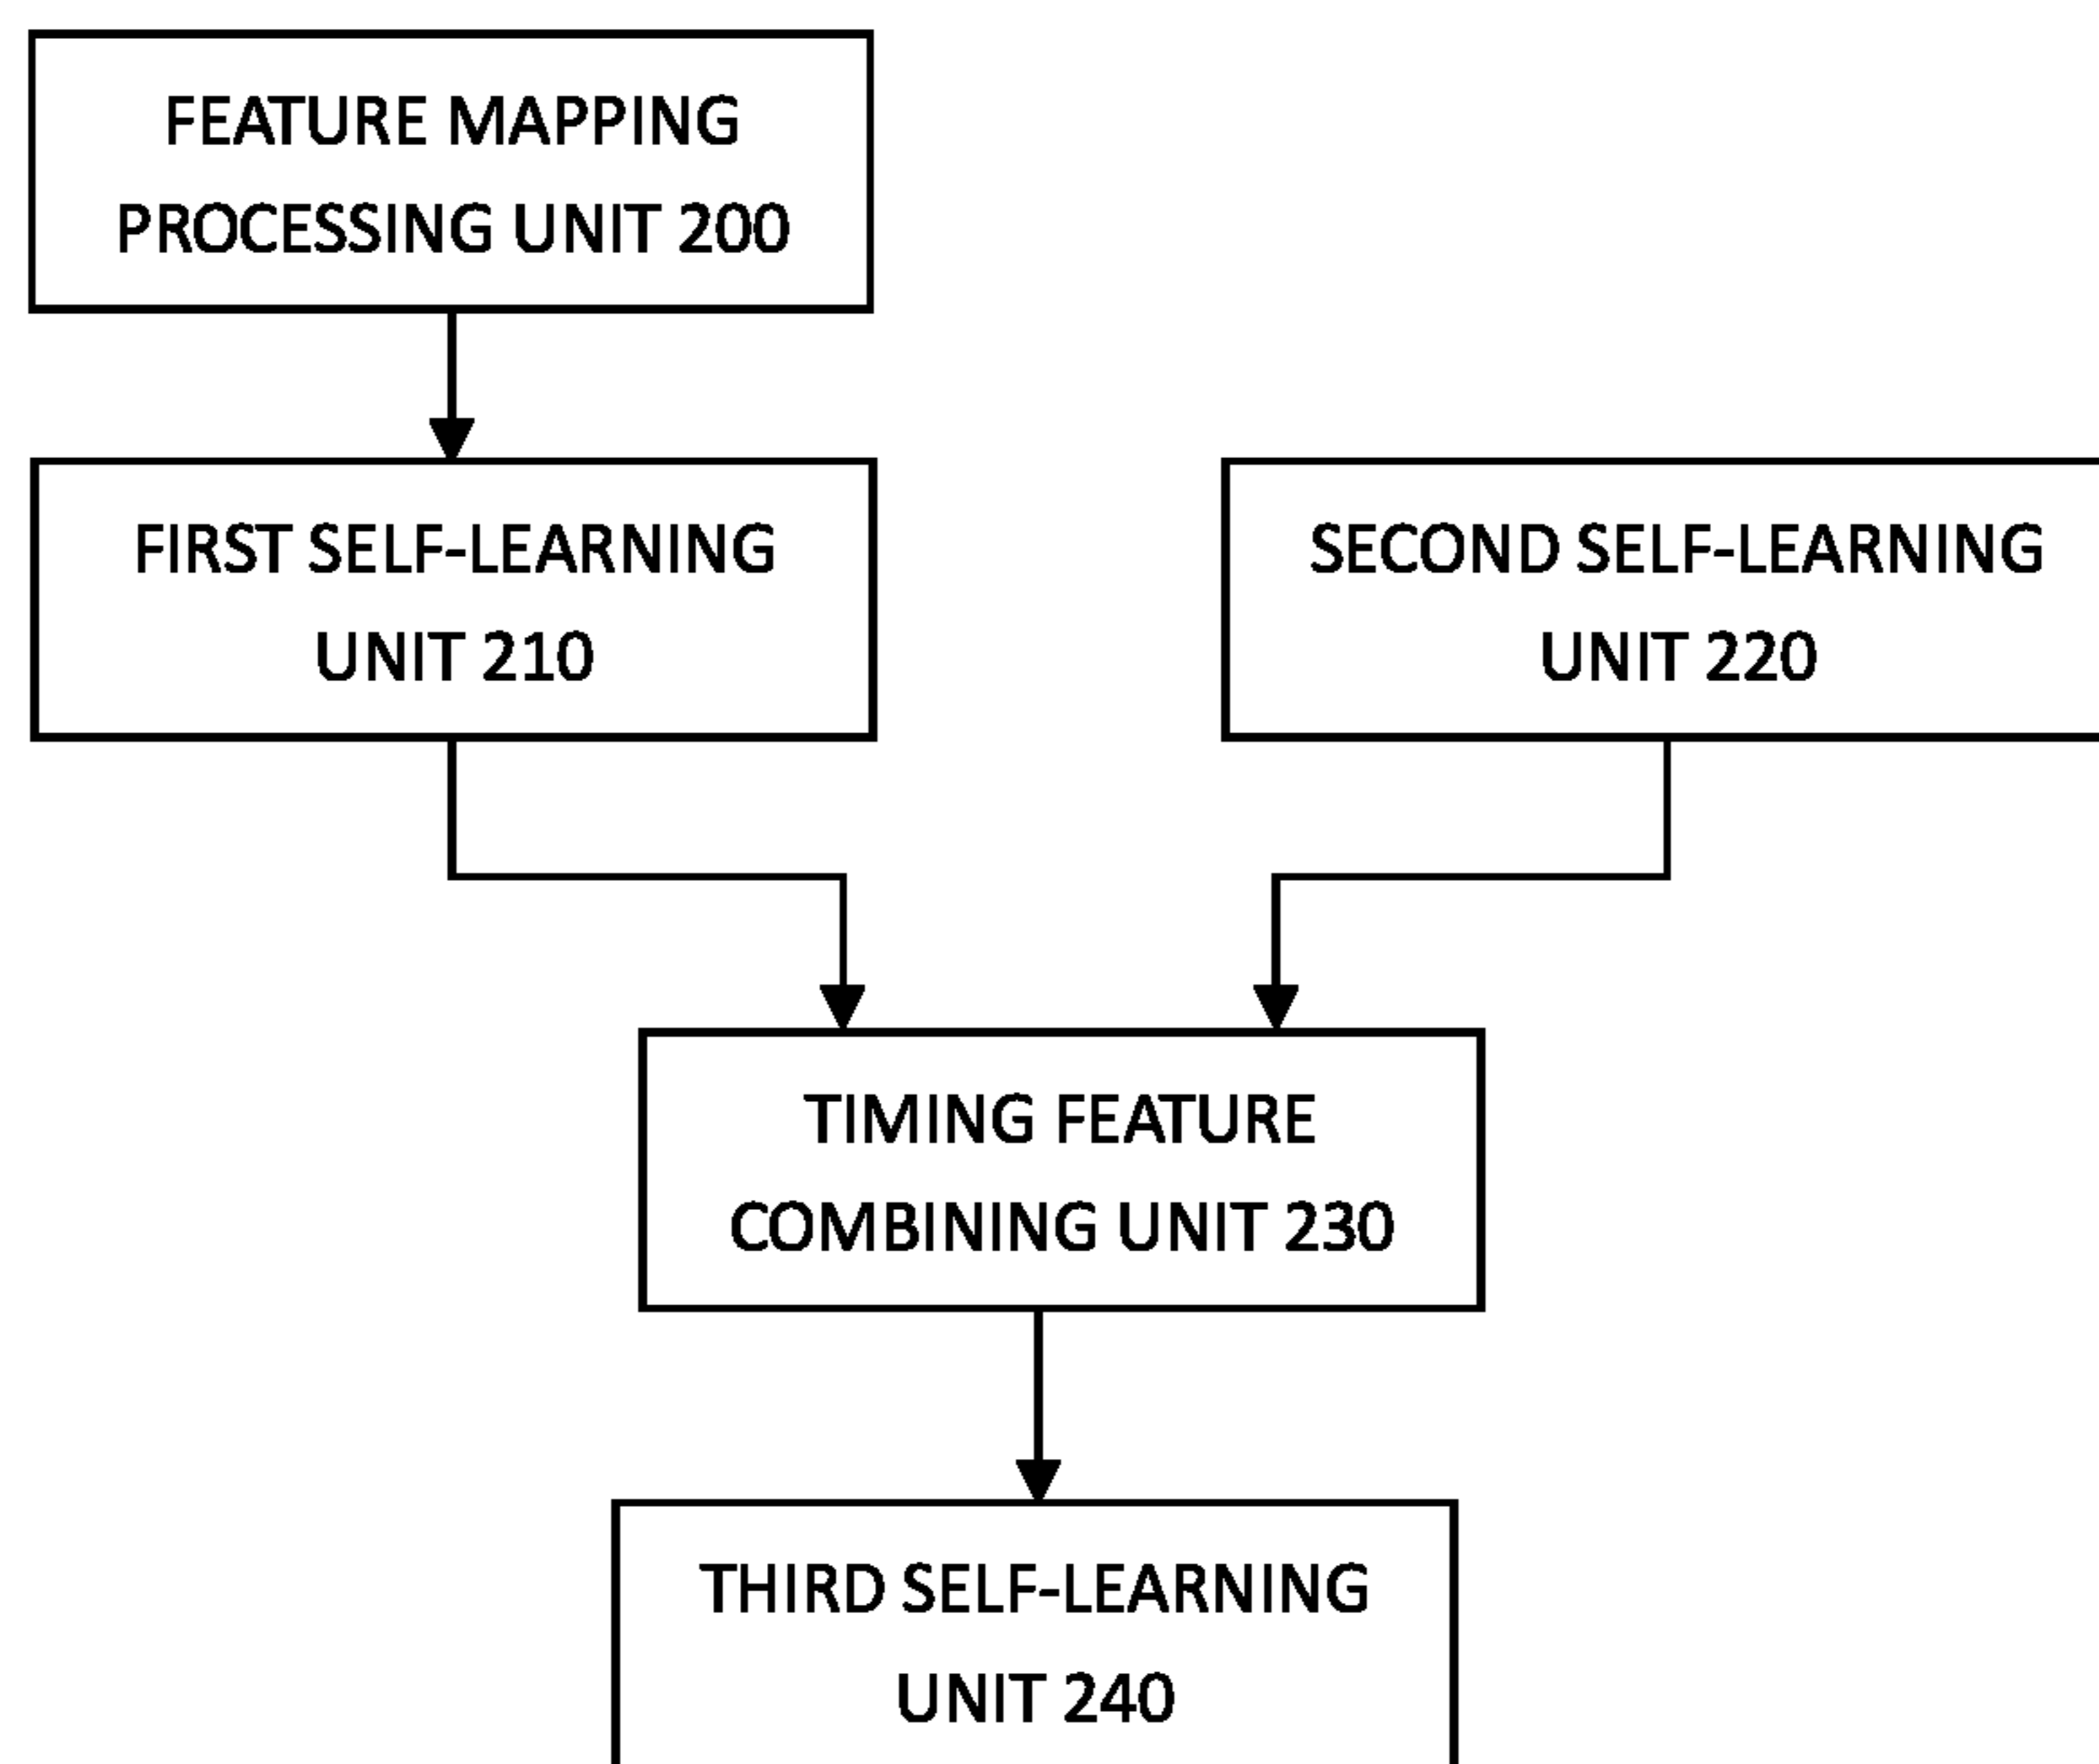 FEATURE MAPPING
PROCESSING UNIT 200
FIRST SELF-LEARNING
UNIT 210
SECOND SELF-LEARNING
UNIT 220
TIMING FEATURE
COMBINING UNIT 230
THIRD SELF-LEARNING
UNIT 240